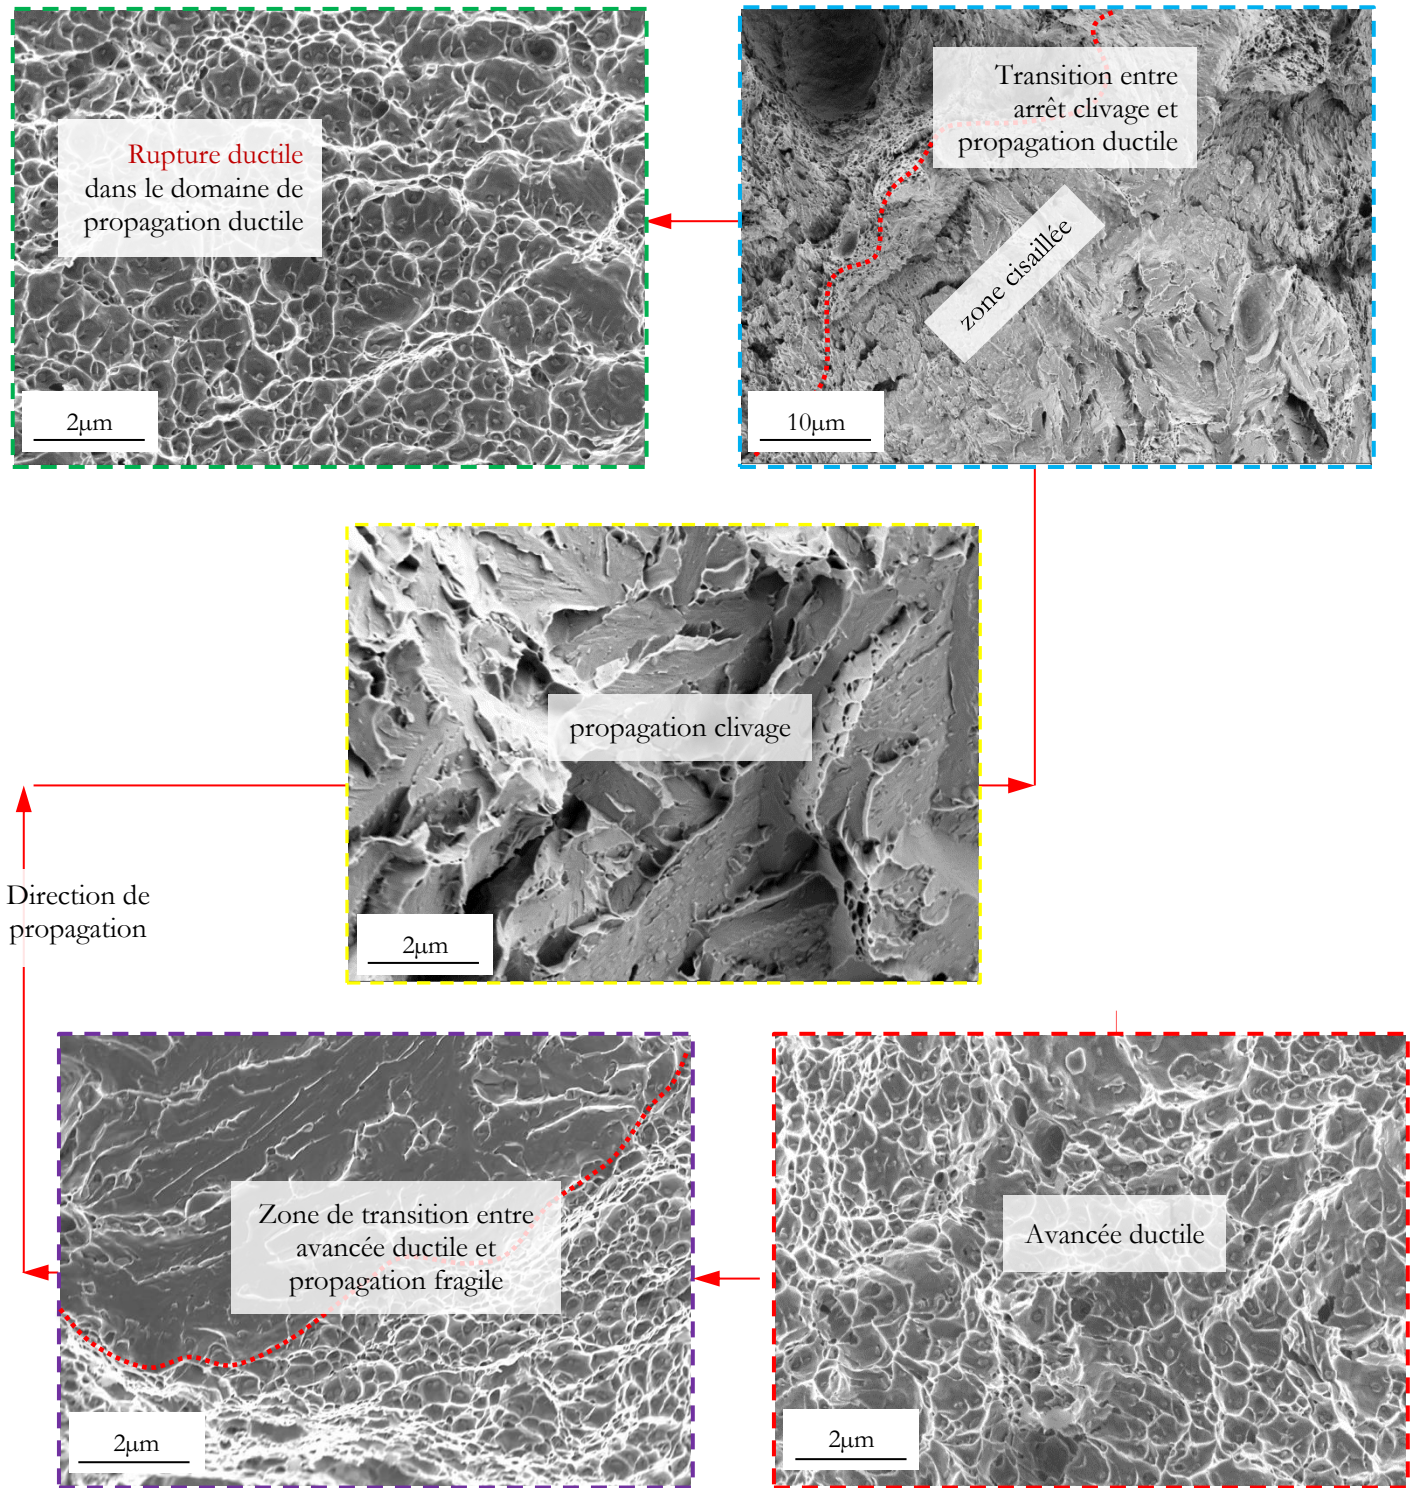 Rupture ductile
dans le domaine de
propagation ductile
2μm
Transition entre
arrêt clivage et
propagation ductile
zone cisaillée
10μm
propagation clivage
2μm
Direction de
propagation
Zone de transition entre
avancée ductile et
propagation fragile
2μm
Avancée ductile
2μm